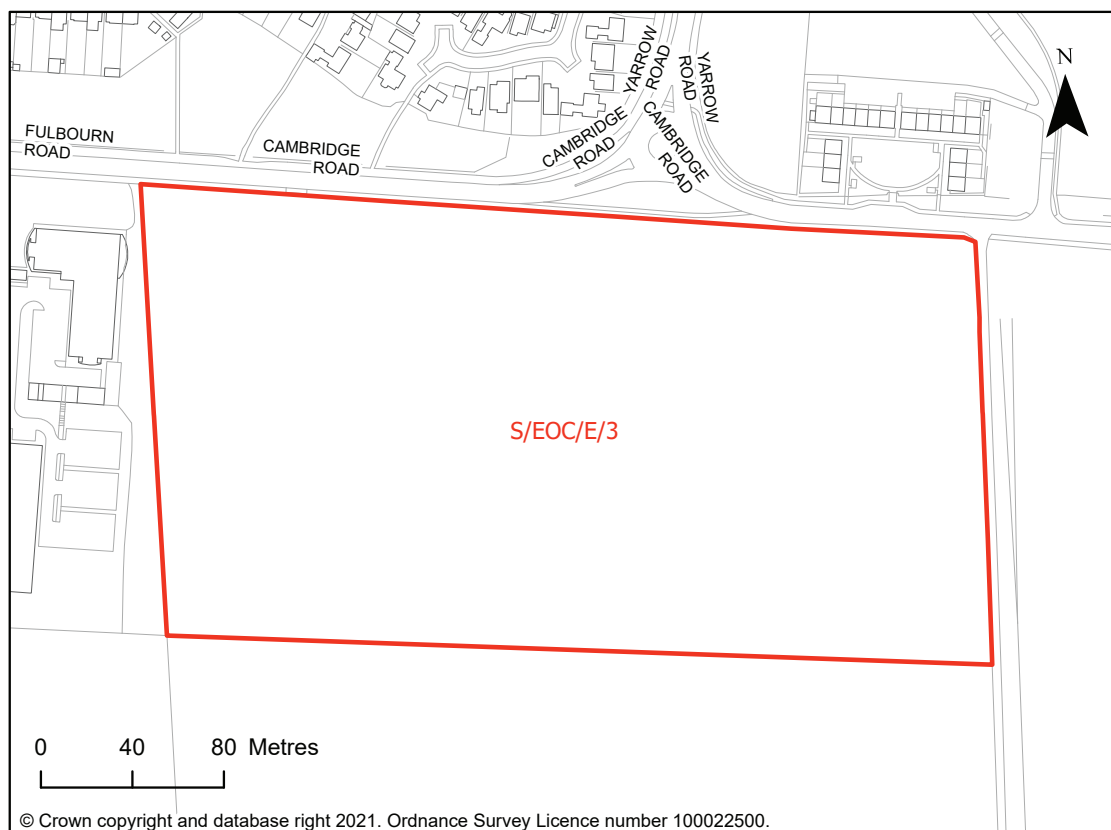 N
YARROW
ROAD
YARROW
ROAD
FULBOURN
ROAD
CAMBRIDGE
ROAD
CAMBRIDGE
ROAD
CAMBRIDGE
ROAD
S/EOC/E/3
0 40 80 Metres
© Crown copyright and database right 2021. Ordnance Survey Licence number 100022500.